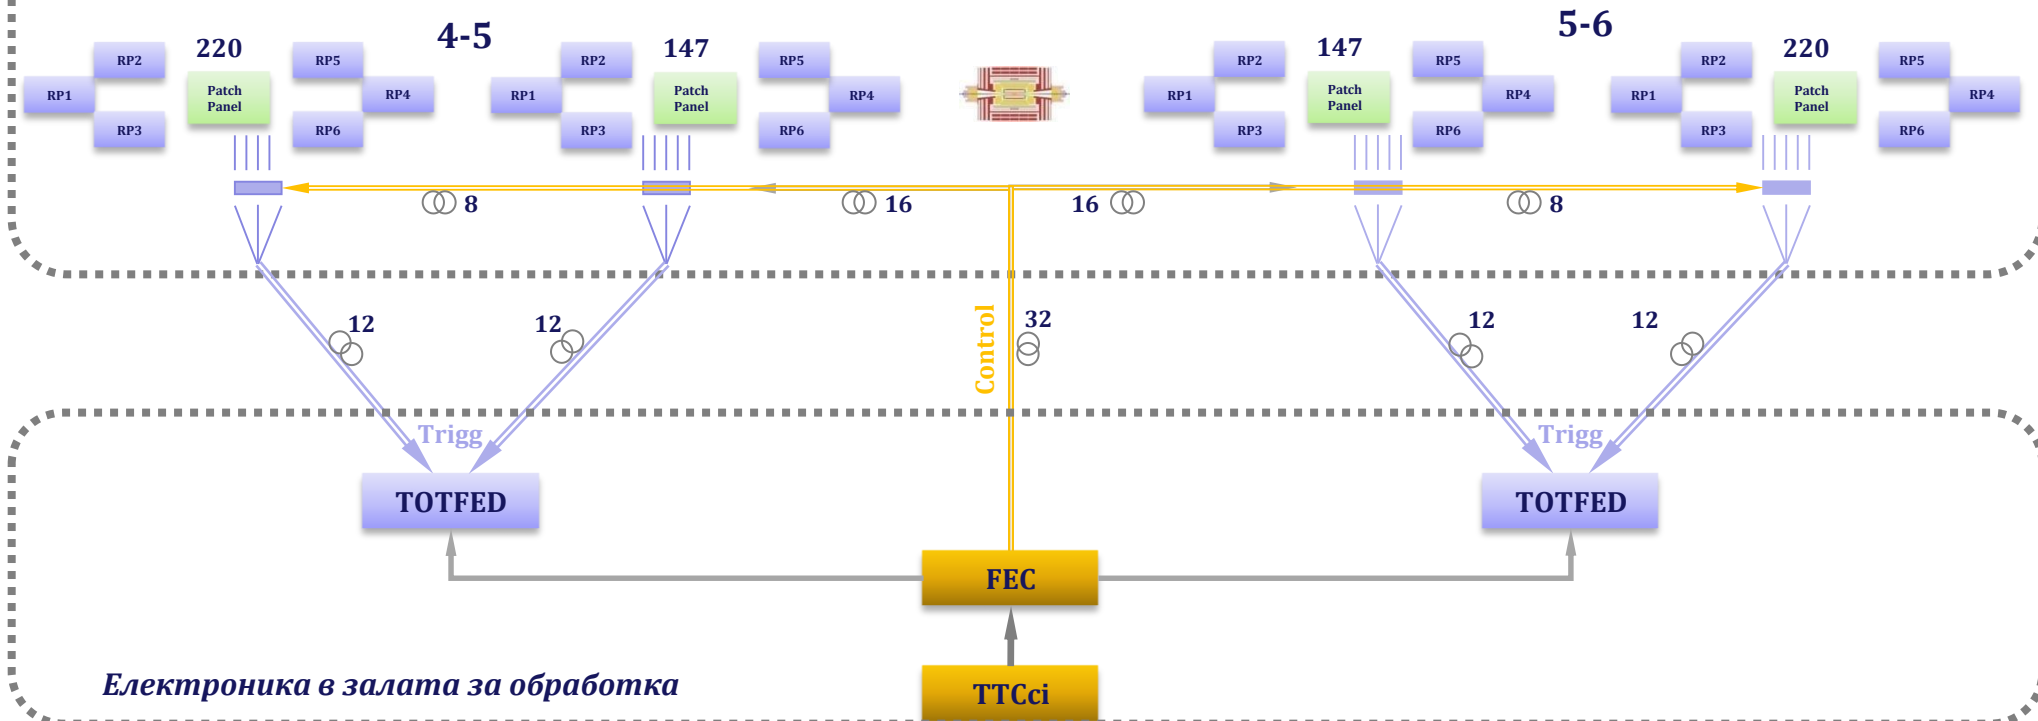 4-5
5-6
220
147
147
220
RP2
RP5
RP2
RP5
RP2
RP5
RP2
RP5
RP1
Patch
Panel
RP4
RP1
Patch
Panel
RP4
RP1
Patch
Panel
RP4
RP1
Patch
Panel
RP4
RP3
RP6
RP3
RP6
RP3
RP6
RP3
RP6
8
16
16
8
12
12
Control
32
12
12
Trigg
Trigg
TOTFED
TOTFED
FEC
Електроника в залата за обработка
TTCci